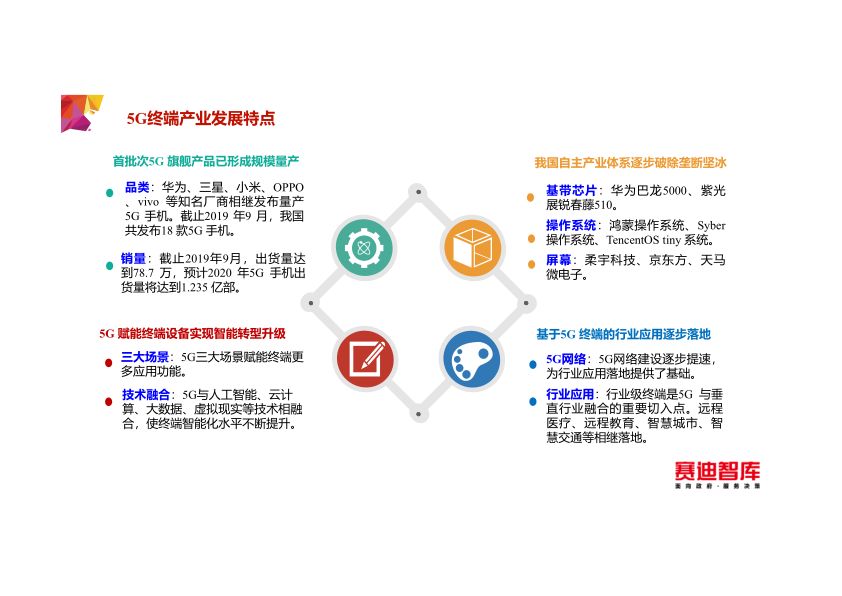 5G终端产业发展特点
首批次5G 旗舰产品已形成规模量产
品类：华为、三星、小米、OPPO
、vivo 等知名厂商相继发布量产
5G 手机。截止2019 年9 月，我国
共发布18 款5G 手机。
销量：截止2019年9月，出货量达
到78.7 万，预计2020 年5G 手机出
货量将达到1.235 亿部。
我国自主产业体系逐步破除垄断坚冰
基带芯片：华为巴龙5000、紫光
展锐春藤510。
操作系统：鸿蒙操作系统、Syber
操作系统、TencentOS tiny 系统。
屏幕：柔宇科技、京东方、天马
微电子。
5G 赋能终端设备实现智能转型升级
三大场景：5G三大场景赋能终端更
多应用功能。
技术融合：5G与人工智能、云计
算、大数据、虚拟现实等技术相融
合，使终端智能化水平不断提升。
基于5G 终端的行业应用逐步落地
5G网络：5G网络建设逐步提速，
为行业应用落地提供了基础。
行业应用：行业级终端是5G 与垂
直行业融合的重要切入点。远程
医疗、远程教育、智慧城市、智
慧交通等相继落地。
赛迪智库
面向政府·服务决策